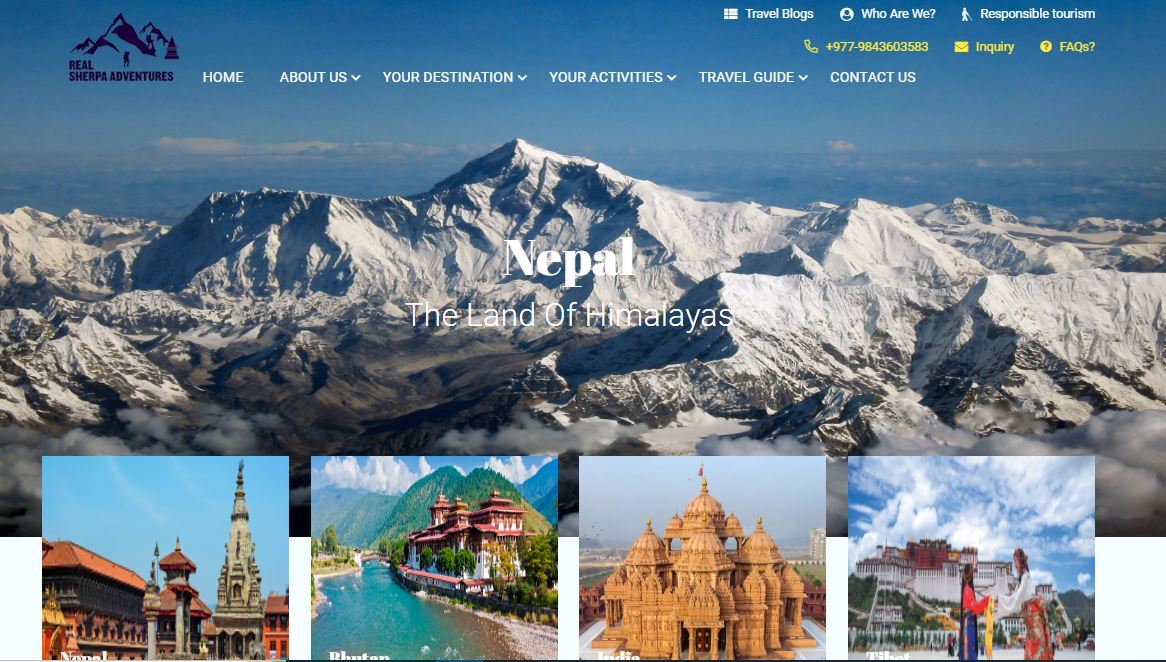 Travel Blogs
Who Are We?
Responsible tourism
+977-9843603583
Inquiry
FAQs?
REAL
SHERPA ADVENTURES
HOME
ABOUT US
YOUR DESTINATION
YOUR ACTIVITIES
TRAVEL GUIDE
CONTACT US
Nepal
The Land Of Himalayas
Nepal
Bhutan
India
Tibet